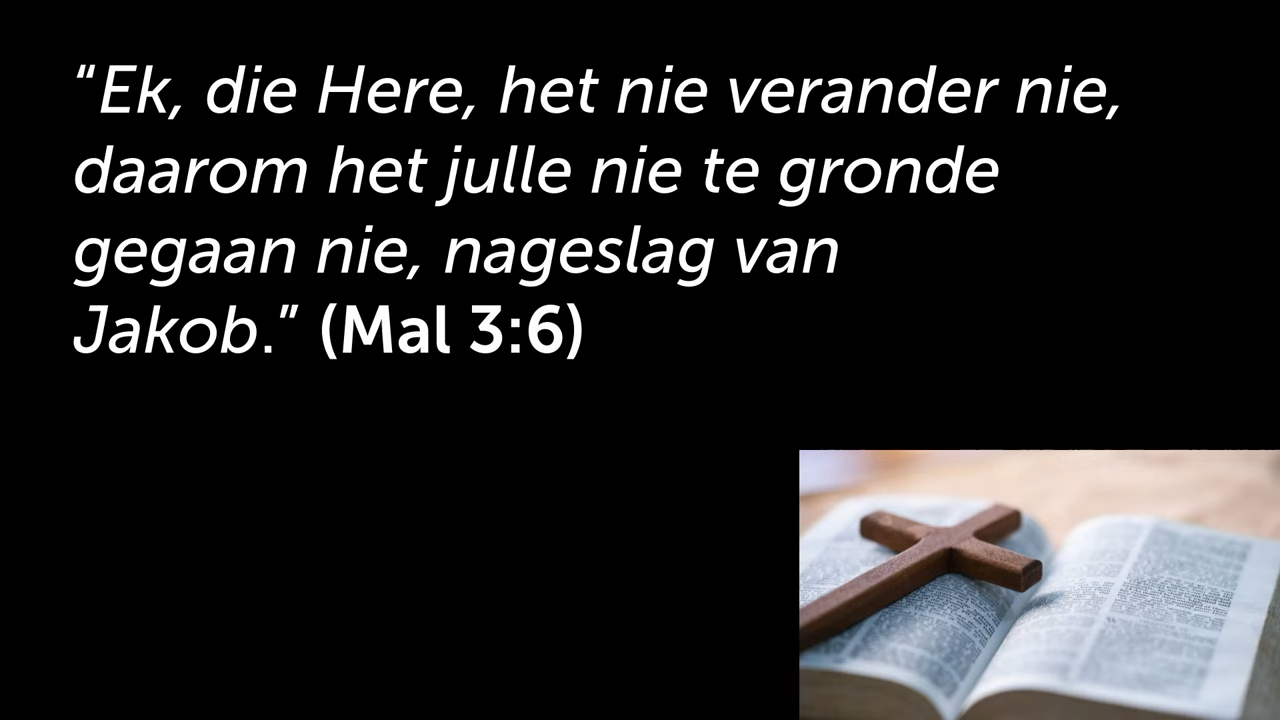 “Ek, die Here, het nie verander nie,
daarom het julle nie te gronde
gegaan nie, nageslag van
Jakob.” (Mal 3:6)